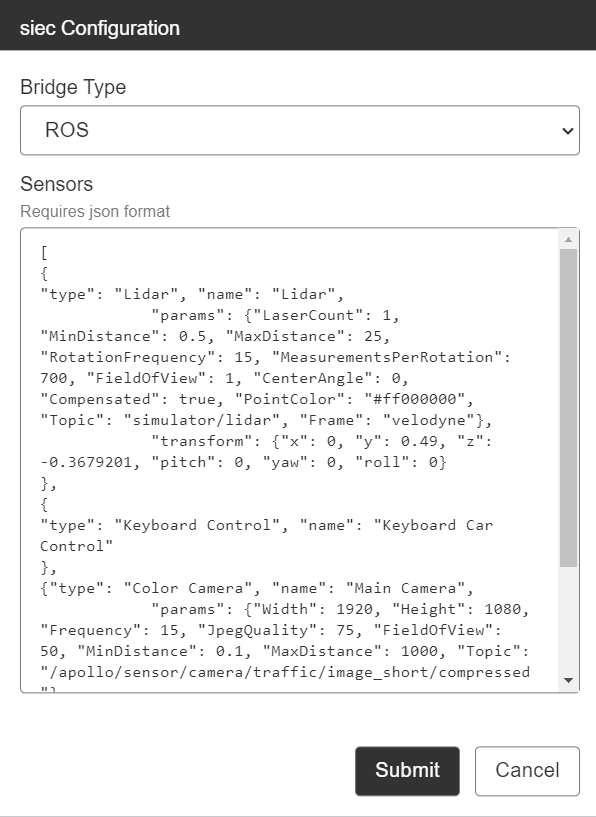 siec Configuration
Bridge Type
ROS
Sensors
Requires json format
[
{
"type": "Lidar", "name": "Lidar",
"params": {"LaserCount": 1,
"MinDistance": 0.5, "MaxDistance": 25,
"RotationFrequency": 15, "MeasurementsPerRotation":
700, "FieldOfView": 1, "CenterAngle": 0,
"Compensated": true, "PointColor": "#ff000000",
"Topic": "simulator/lidar", "Frame": "velodyne"},
"transform": {"x": 0, "y": 0.49, "z":
-0.3679201, "pitch": 0, "yaw": 0, "roll": 0}
},
{
"type": "Keyboard Control", "name": "Keyboard Car
Control"
},
{"type": "Color Camera", "name": "Main Camera",
"params": {"Width": 1920, "Height": 1080,
"Frequency": 15, "JpegQuality": 75, "FieldOfView":
50, "MinDistance": 0.1, "MaxDistance": 1000, "Topic":
"/apollo/sensor/camera/traffic/image_short/compressed
"}
Submit
Cancel